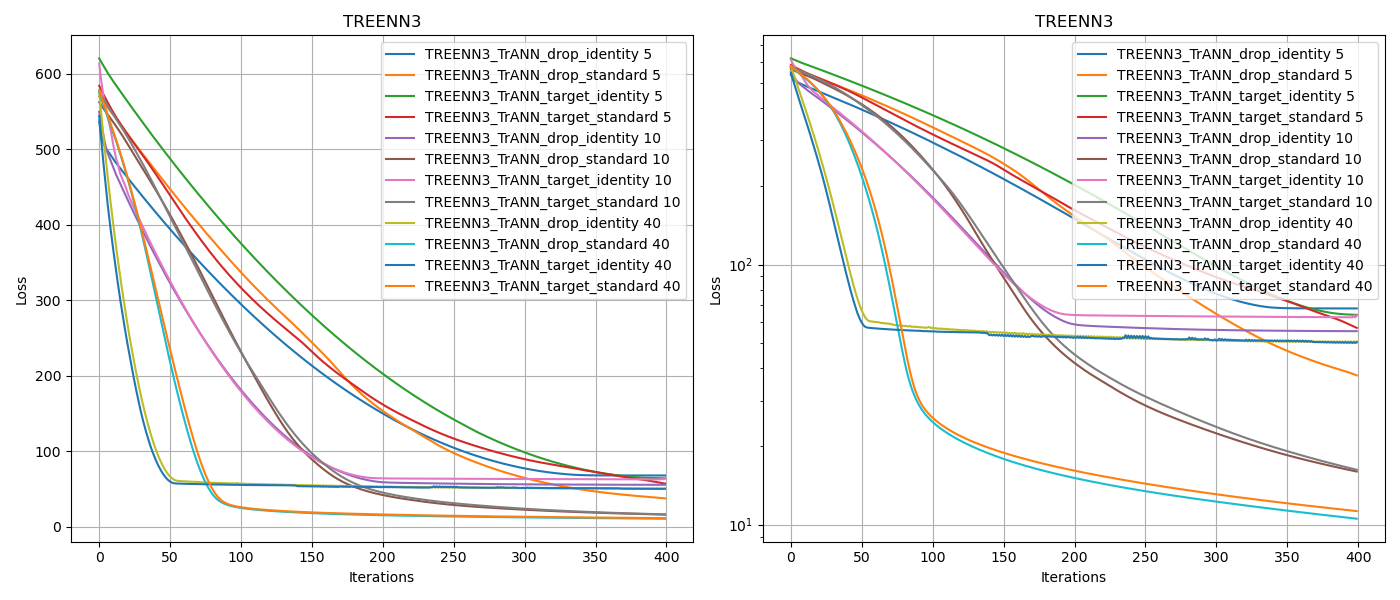 TREENN3
600
500
400
300
200
100
0
Loss
0 50 100 150 200 250 300 350 400
Iterations
TREENN3_TrANN_drop_identity 5
TREENN3_TrANN_drop_standard 5
TREENN3_TrANN_target_identity 5
TREENN3_TrANN_target_standard 5
TREENN3_TrANN_drop_identity 10
TREENN3_TrANN_drop_standard 10
TREENN3_TrANN_target_identity 10
TREENN3_TrANN_target_standard 10
TREENN3_TrANN_drop_identity 40
TREENN3_TrANN_drop_standard 40
TREENN3_TrANN_target_identity 40
TREENN3_TrANN_target_standard 40
TREENN3
10²
10¹
Loss
0 50 100 150 200 250 300 350 400
Iterations
TREENN3_TrANN_drop_identity 5
TREENN3_TrANN_drop_standard 5
TREENN3_TrANN_target_identity 5
TREENN3_TrANN_target_standard 5
TREENN3_TrANN_drop_identity 10
TREENN3_TrANN_drop_standard 10
TREENN3_TrANN_target_identity 10
TREENN3_TrANN_target_standard 10
TREENN3_TrANN_drop_identity 40
TREENN3_TrANN_drop_standard 40
TREENN3_TrANN_target_identity 40
TREENN3_TrANN_target_standard 40